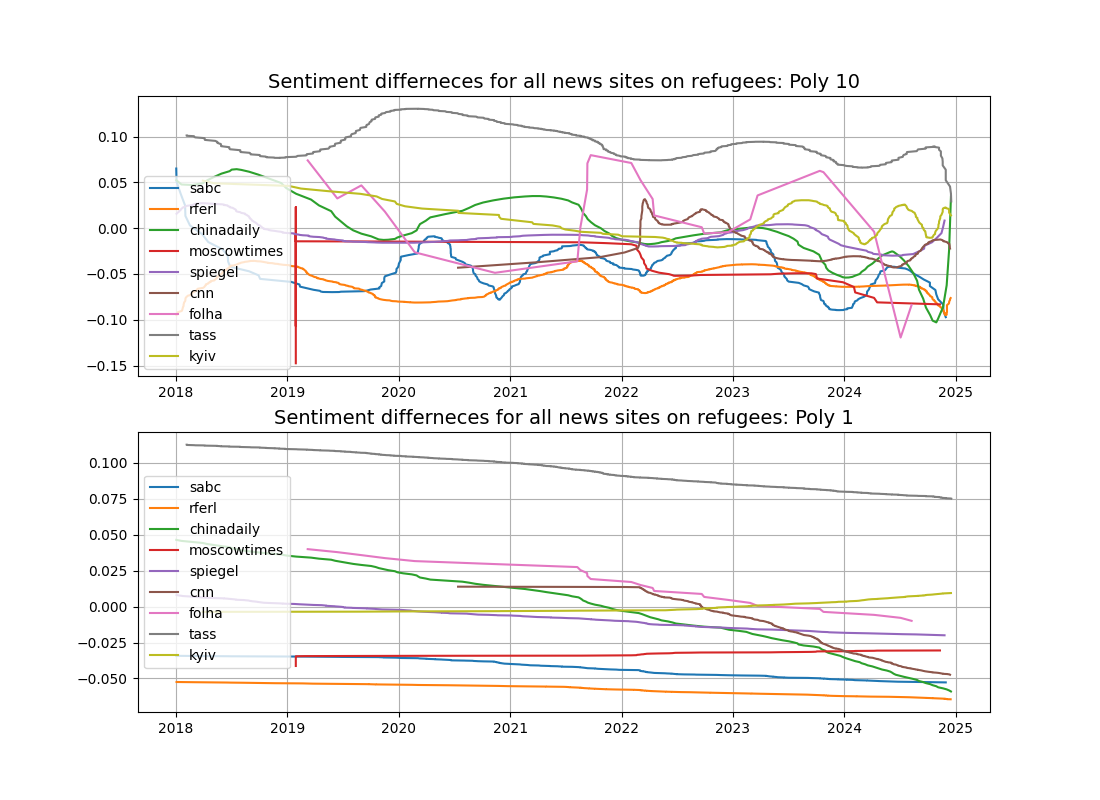 Sentiment differneces for all news sites on refugees: Poly 10
0.10
0.05
0.00
−0.05
−0.10
−0.15
sabc
rferl
chinadaily
moscowtimes
spiegel
cnn
folha
tass
kyiv
2018 2019 2020 2021 2022 2023 2024 2025
Sentiment differneces for all news sites on refugees: Poly 1
0.100
0.075
0.050
0.025
0.000
−0.025
−0.050
sabc
rferl
chinadaily
moscowtimes
spiegel
cnn
folha
tass
kyiv
2018 2019 2020 2021 2022 2023 2024 2025